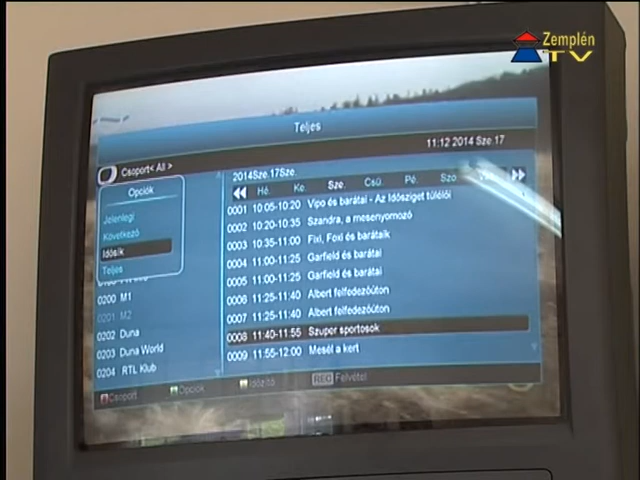 Zemplén
TV
Teljes
11:12 2014 Sze.17
Csoport< All >
Opciók
Jelenlegi
Következő
Idősík
Teljes
0200 M1
0201 M2
0202 Duna
0203 Duna World
0204 RTL Klub
2014Sze.17Sze.
Hé. Ke. Sze. Csü. Pé. Szo
0001 10:05-10:20 Vipo és barátai - Az Idősziget túlélői
0002 10:20-10:35 Szandra, a mesenyomozó
0003 10:35-11:00 Fixi, Foxi és barátaik
0004 11:00-11:25 Garfield és barátai
0005 11:00-11:25 Garfield és barátai
0006 11:25-11:40 Albert felfedezőúton
0007 11:25-11:40 Albert felfedezőúton
0008 11:40-11:55 Szuper sportosok
0009 11:55-12:00 Mesél a kert
Csoport Opciók Időzítő REC Felvétel